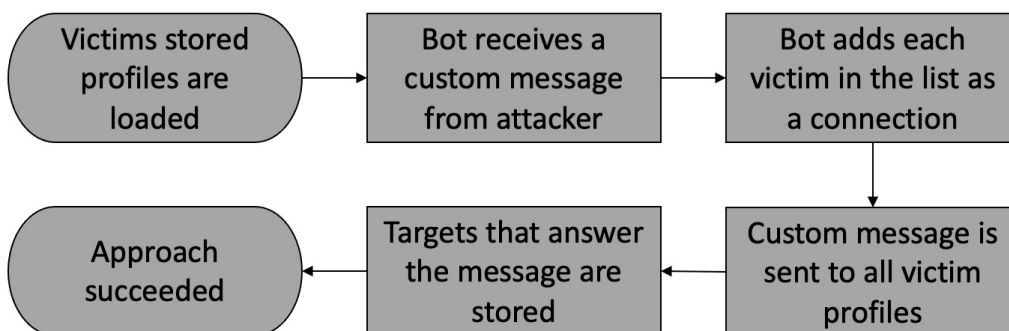 Victims stored
profiles are
loaded
Bot receives a
custom message
from attacker
Bot adds each
victim in the list as
a connection
Approach
succeeded
Targets that answer
the message are
stored
Custom message is
sent to all victim
profiles